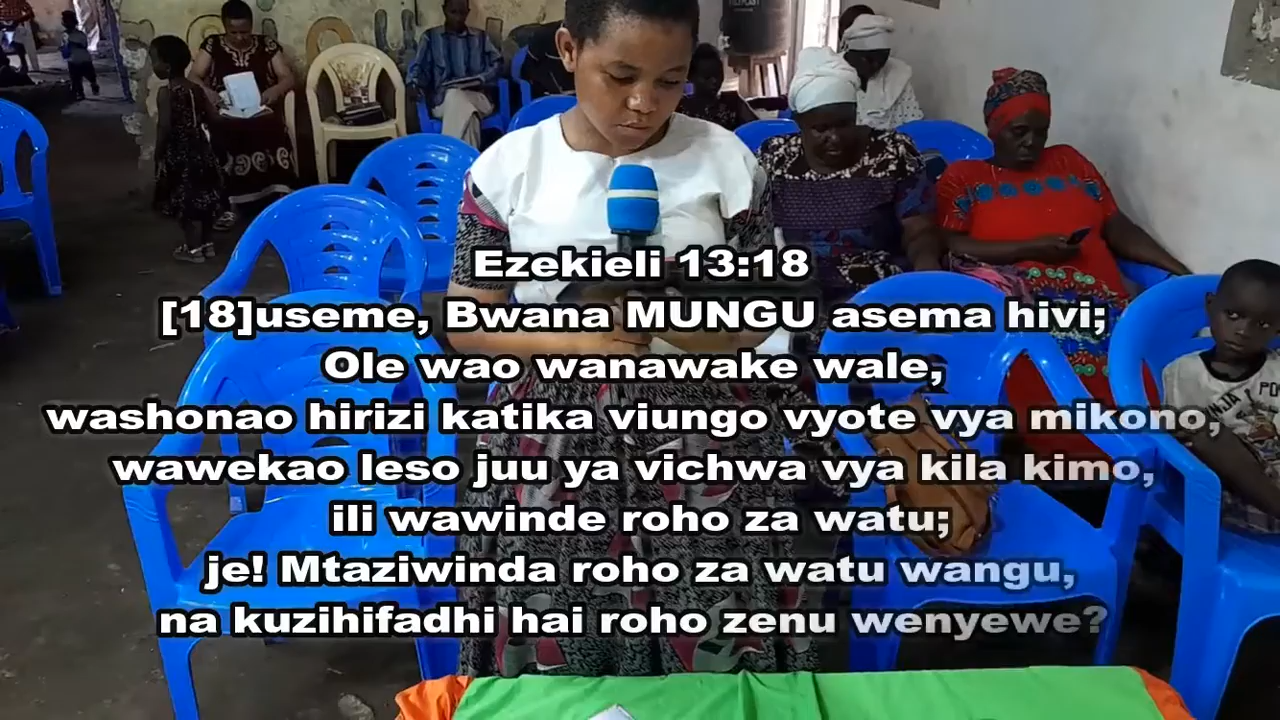 Ezekieli 13:18
[18]useme, Bwana MUNGU asema hivi;
Ole wao wanawake wale,
washonao hirizi katika viungo vyote vya mikono,
wawekao leso juu ya vichwa vya kila kimo,
ili wawinde roho za watu;
je! Mtaziwinda roho za watu wangu,
na kuzihifadhi hai roho zenu wenyewe?